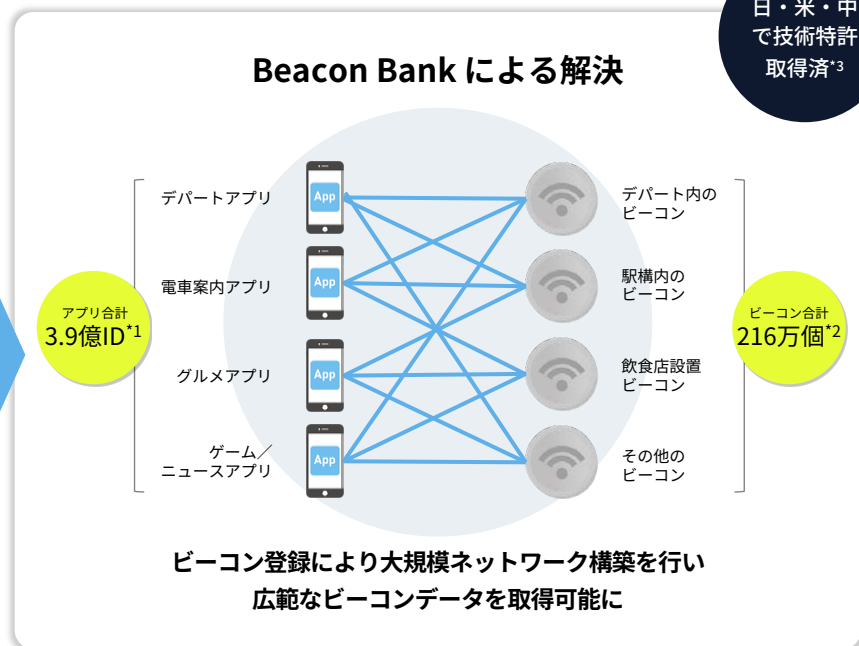 日・米・中
で技術特許
取得済*3
Beacon Bank による解決
デパートアプリ
App
デパート内の
ビーコン
電車案内アプリ
App
駅構内の
ビーコン
アプリ合計
3.9億ID*1
ビーコン合計
216万個*2
グルメアプリ
App
飲食店設置
ビーコン
ゲーム／
ニュースアプリ
App
その他の
ビーコン
ビーコン登録により大規模ネットワーク構築を行い
広範なビーコンデータを取得可能に